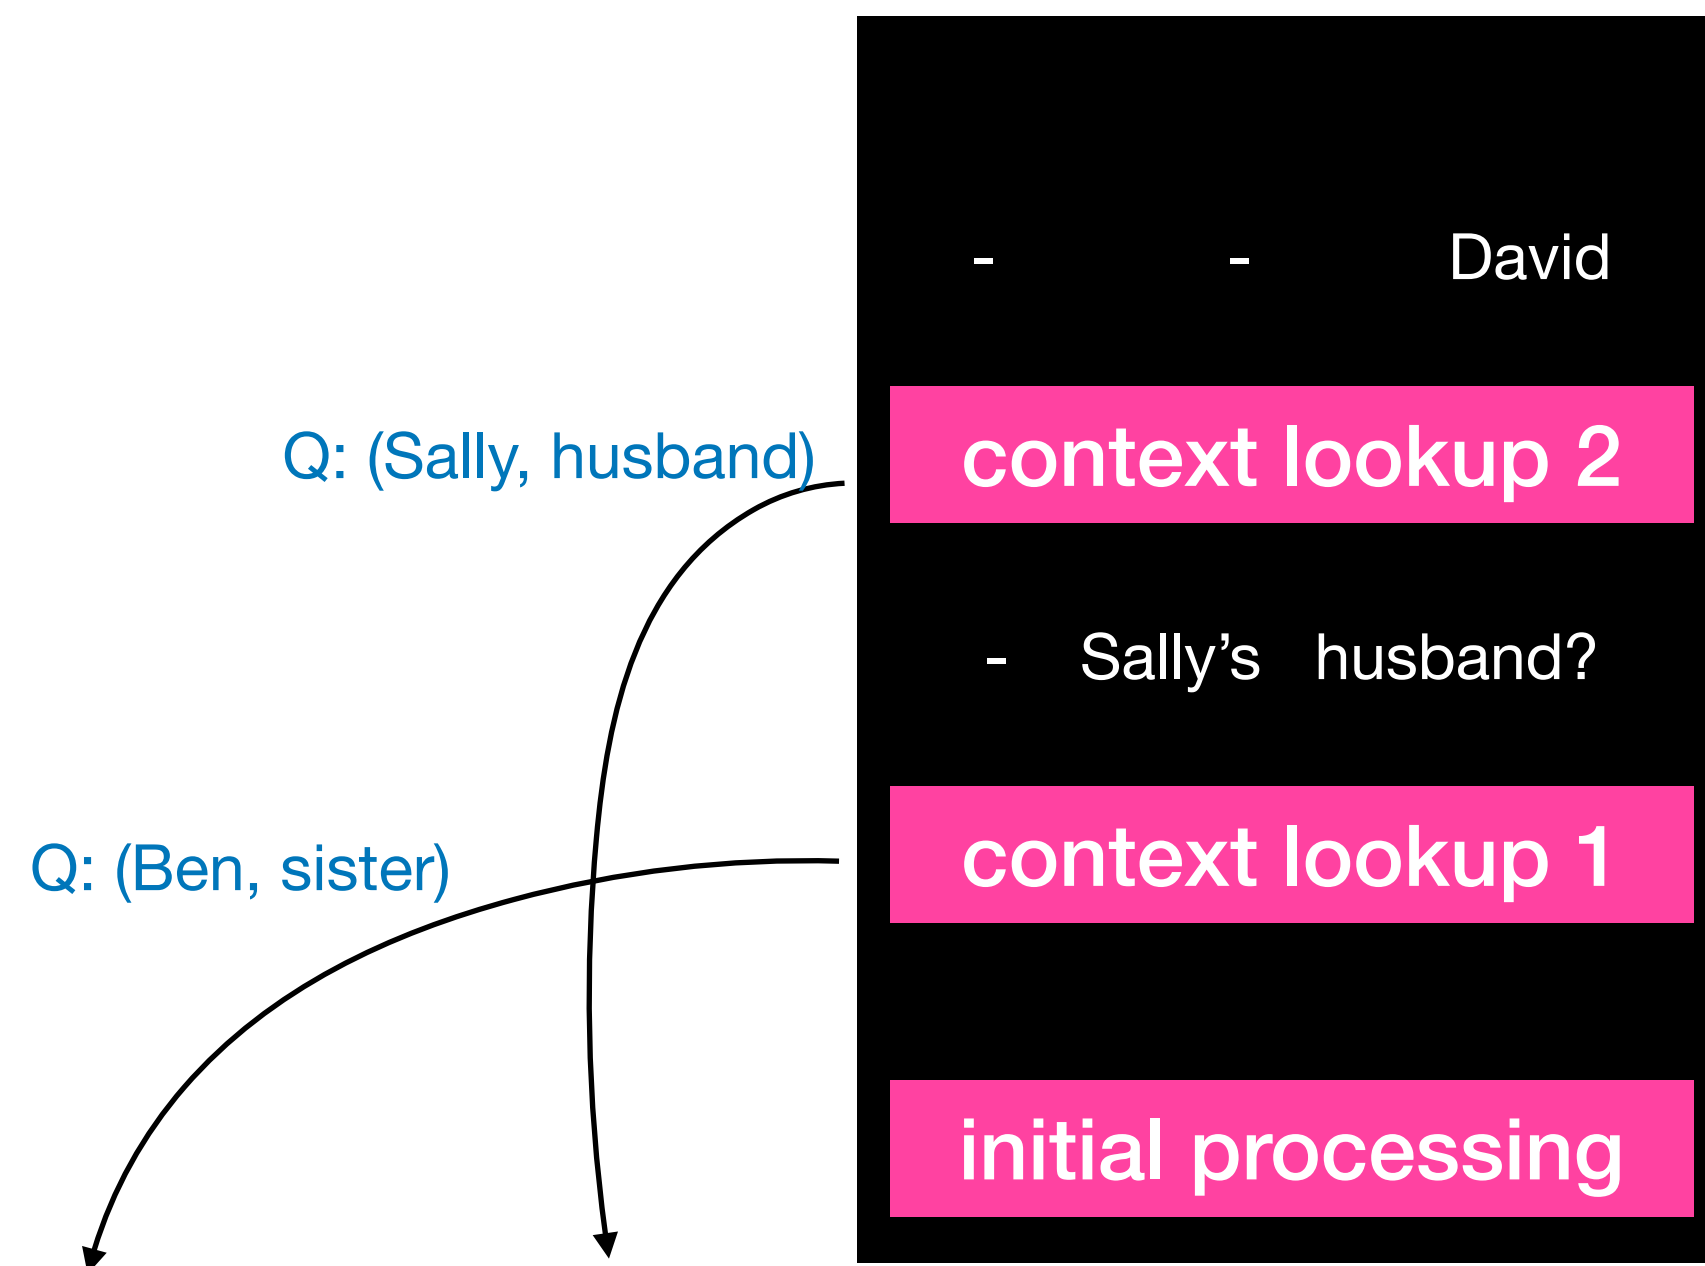 - - David
Q: (Sally, husband)
context lookup 2
- Sally’s husband?
Q: (Ben, sister)
context lookup 1
initial processing